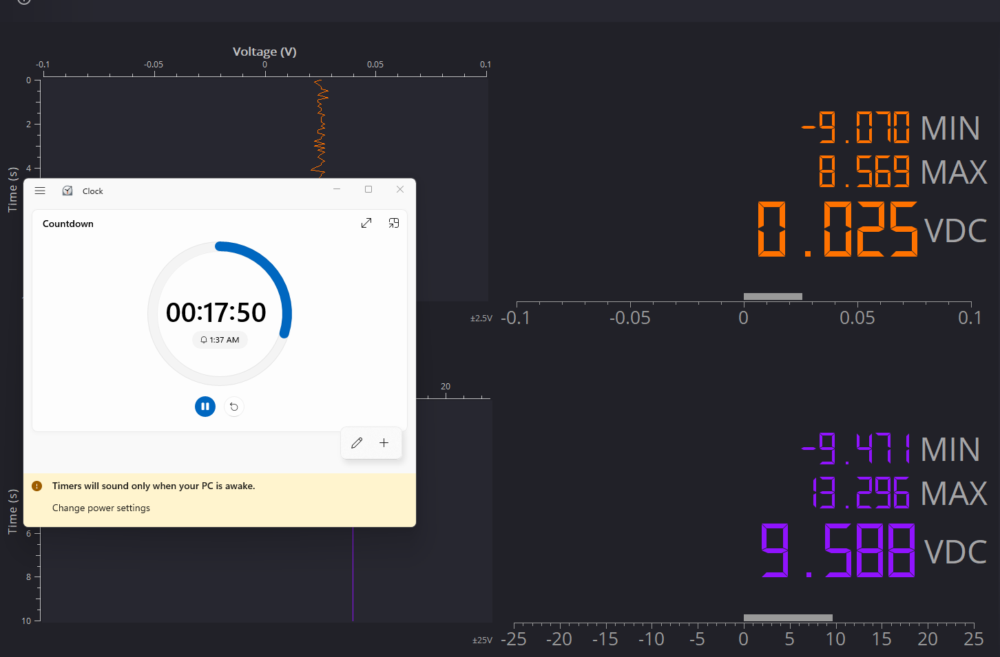 Voltage (V)
-0.1 -0.05 0 0.05 0.1
0
2
4
Time (s)
-9.070 MIN
8.569 MAX
0.025 VDC
±2.5V
-0.1 -0.05 0 0.05 0.1
Clock
Countdown
00:17:50
1:37 AM
Timers will sound only when your PC is awake.
Change power settings
20
Time (s)
6
8
10
-9.471 MIN
13.296 MAX
9.588 VDC
±25V
-25 -20 -15 -10 -5 0 5 10 15 20 25